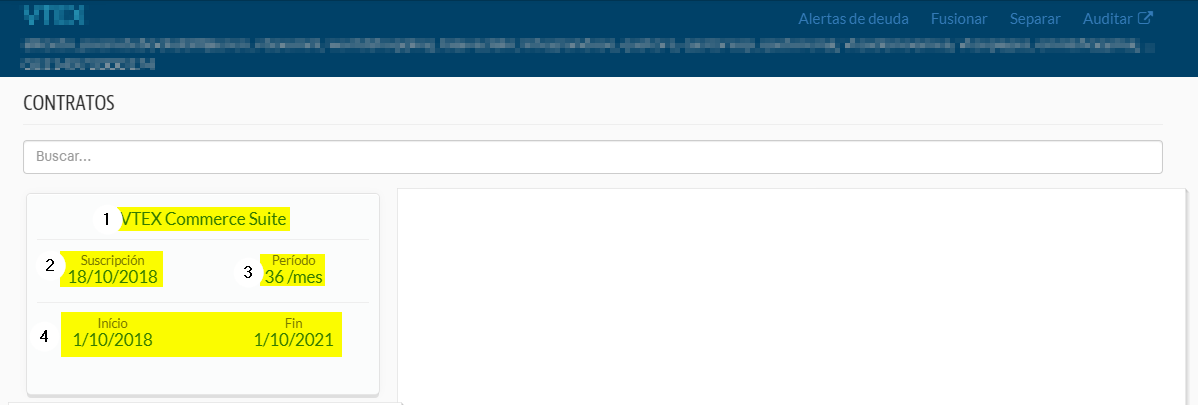 VTEX
Alertas de deuda Fusionar Separar Auditar
CONTRATOS
Buscar...
1 VTEX Commerce Suite
2 Suscripción 3 Período
18/10/2018 36 /mes
Início Fin
4 1/10/2018 1/10/2021